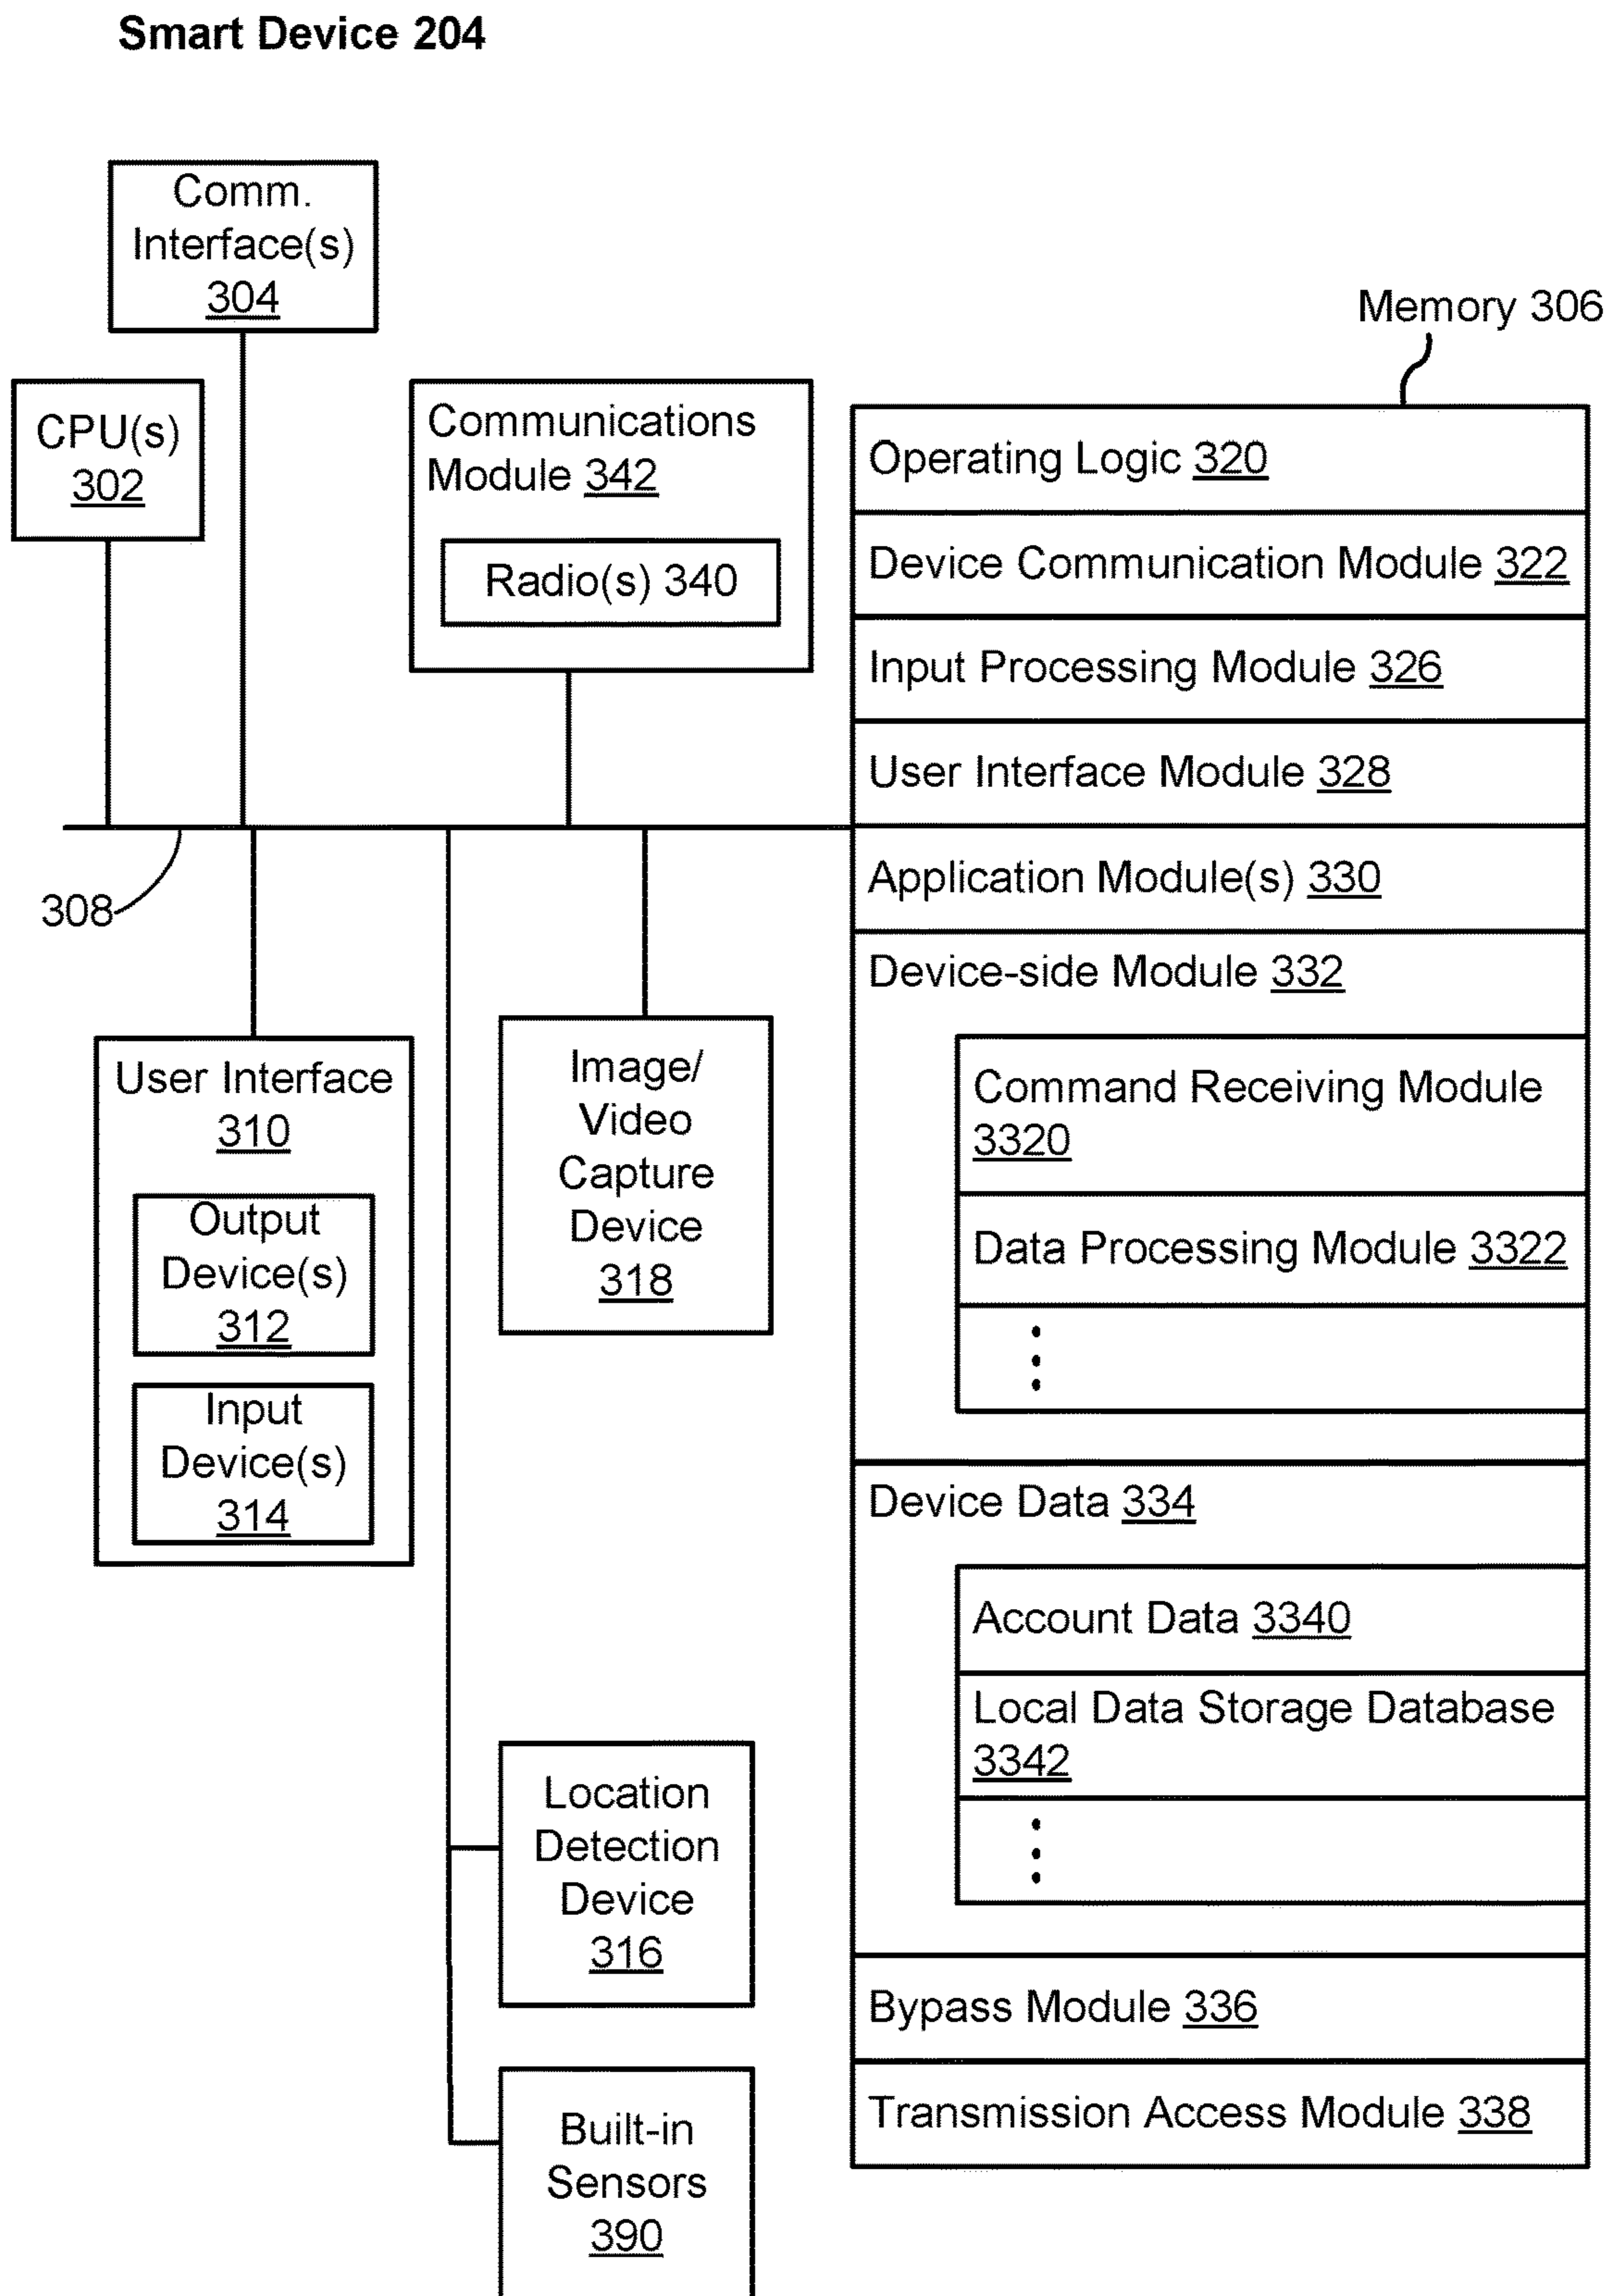 Smart Device 204
Comm.
Interface(s)
304
CPU(s)
302
Communications
Module 342
Radio(s) 340
308
User Interface
310
Output
Device(s)
312
Input
Device(s)
314
Image/
Video
Capture
Device
318
Location
Detection
Device
316
Built-in
Sensors
390
Memory 306
Operating Logic 320
Device Communication Module 322
Input Processing Module 326
User Interface Module 328
Application Module(s) 330
Device-side Module 332
Command Receiving Module
3320
Data Processing Module 3322
Device Data 334
Account Data 3340
Local Data Storage Database
3342
Bypass Module 336
Transmission Access Module 338